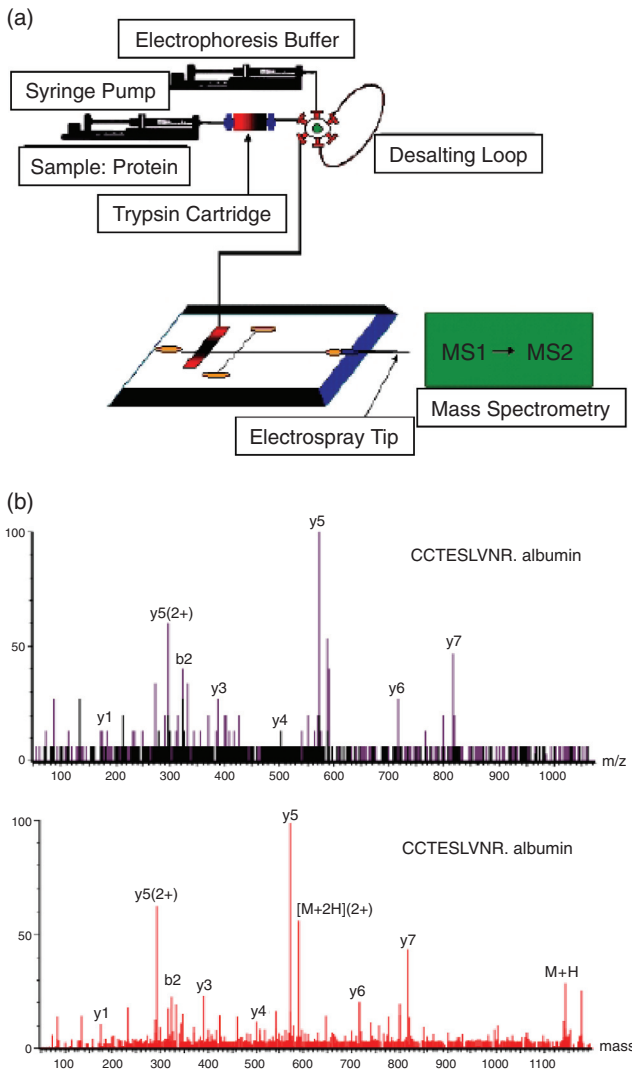 (a)
Electrophoresis Buffer
Syringe Pump
Sample: Protein
Desalting Loop
Trypsin Cartridge
MS1 → MS2
Mass Spectrometry
Electrospray Tip
(b)
100
y5
CCTESLVNR. albumin
y5(2+)
50
b2
y7
y3
y6
y1
y4
0
100 200 300 400 500 600 700 800 900 1000 m/z
100
y5
CCTESLVNR. albumin
y5(2+)
[M+2H](2+)
50
y7
b2
y3
M+H
y6
y1
y4
0
100 200 300 400 500 600 700 800 900 1000 1100 mass